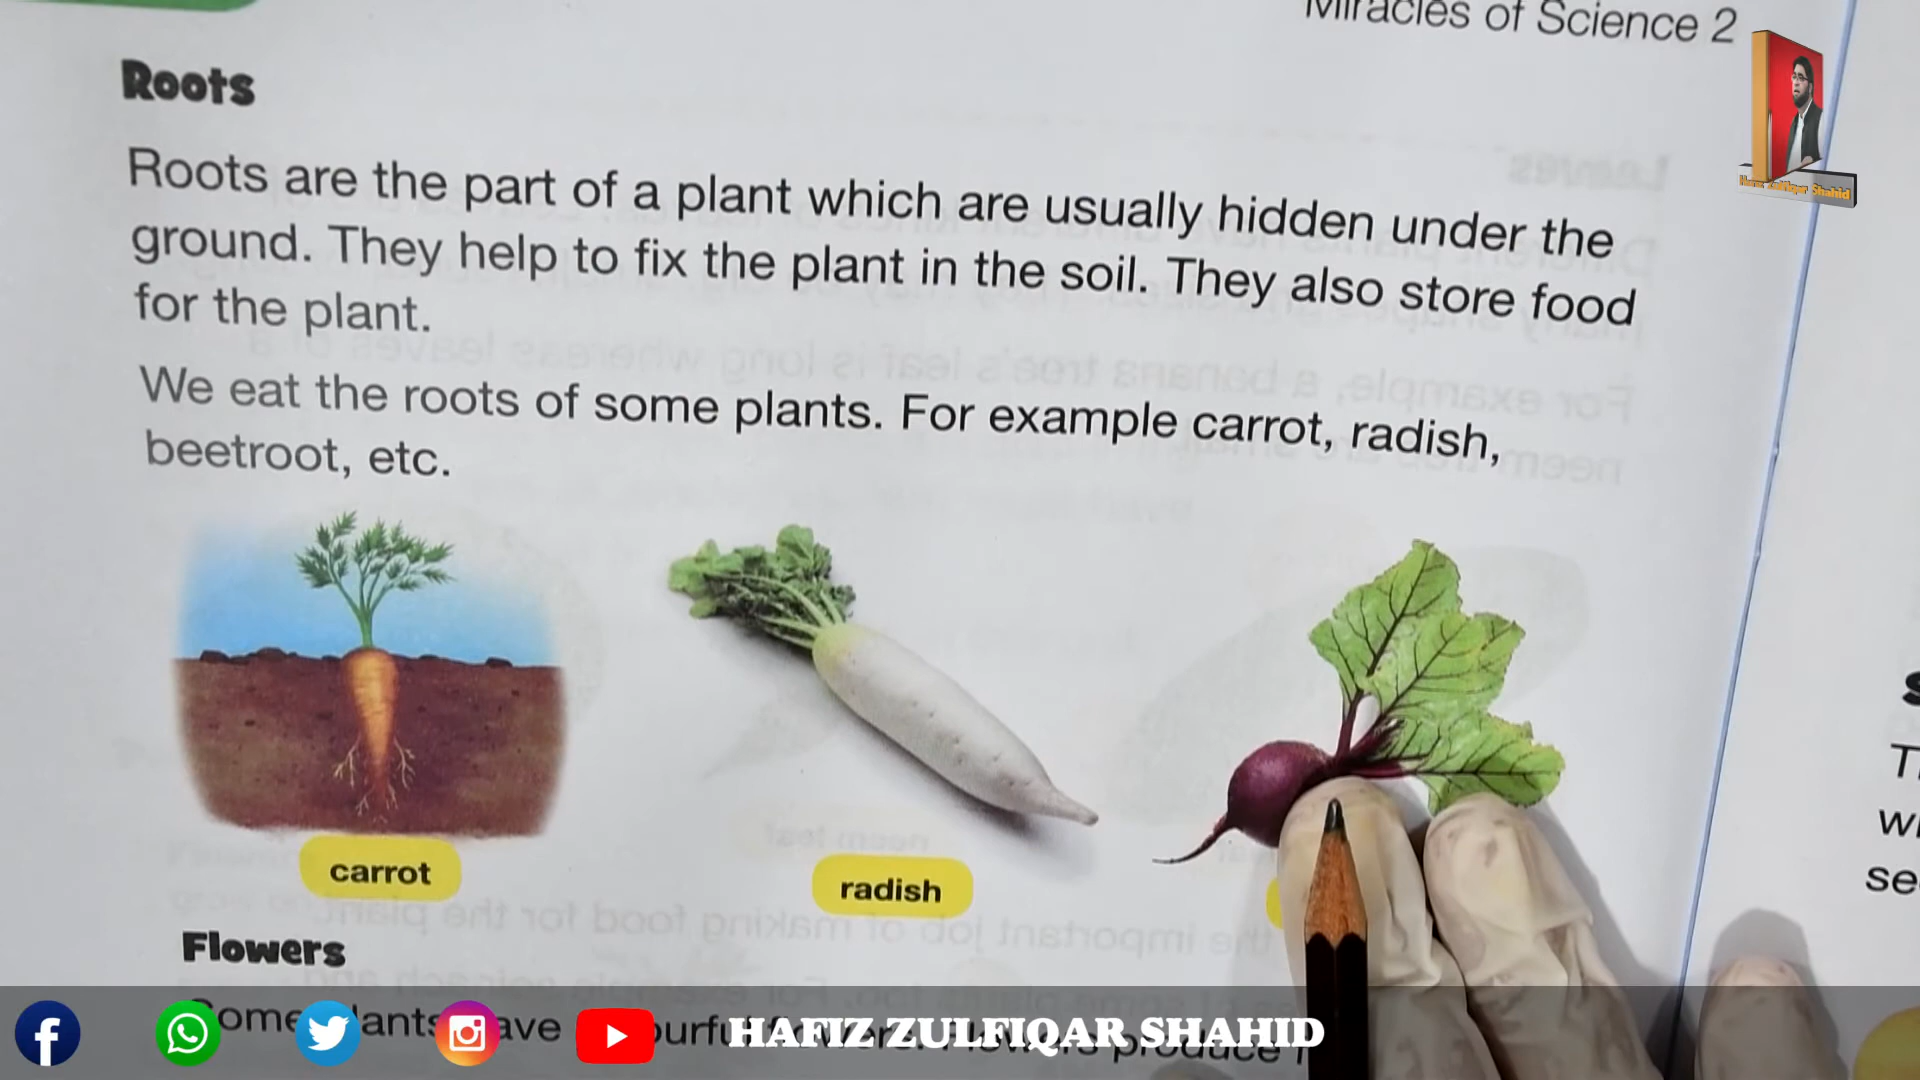 Miracles of Science 2
Roots
Roots are the part of a plant which are usually hidden under the
ground. They help to fix the plant in the soil. They also store food
for the plant.
We eat the roots of some plants. For example carrot, radish,
beetroot, etc.
carrot
radish
Flowers
HAFIZ ZULFIQAR SHAHID